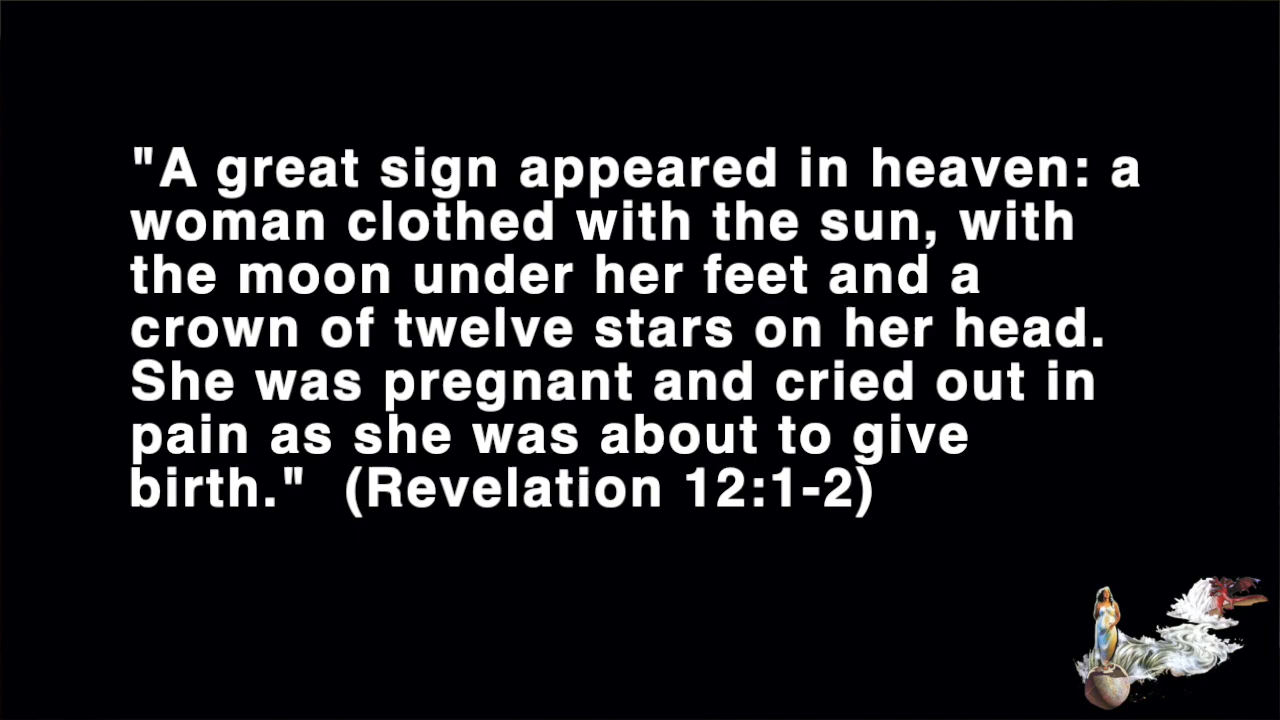 "A great sign appeared in heaven: a
woman clothed with the sun, with
the moon under her feet and a
crown of twelve stars on her head.
She was pregnant and cried out in
pain as she was about to give
birth."  (Revelation 12:1-2)